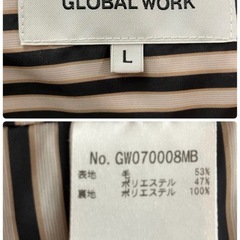 GLOBAL WORK
L
No. GW070008MB
表地 毛 53%
ポリエステル 47%
裏地 ポリエステル 100%